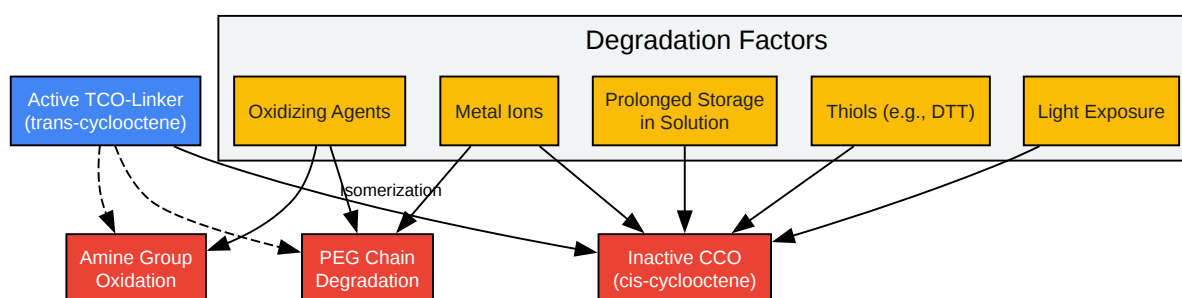 Degradation Factors
Active TCO-Linker
(trans-cyclooctene)
Oxidizing Agents
Metal Ions
Prolonged Storage
in Solution
Thiols (e.g., DTT)
Light Exposure
Isomerization
Amine Group
Oxidation
PEG Chain
Degradation
Inactive CCO
(cis-cyclooctene)